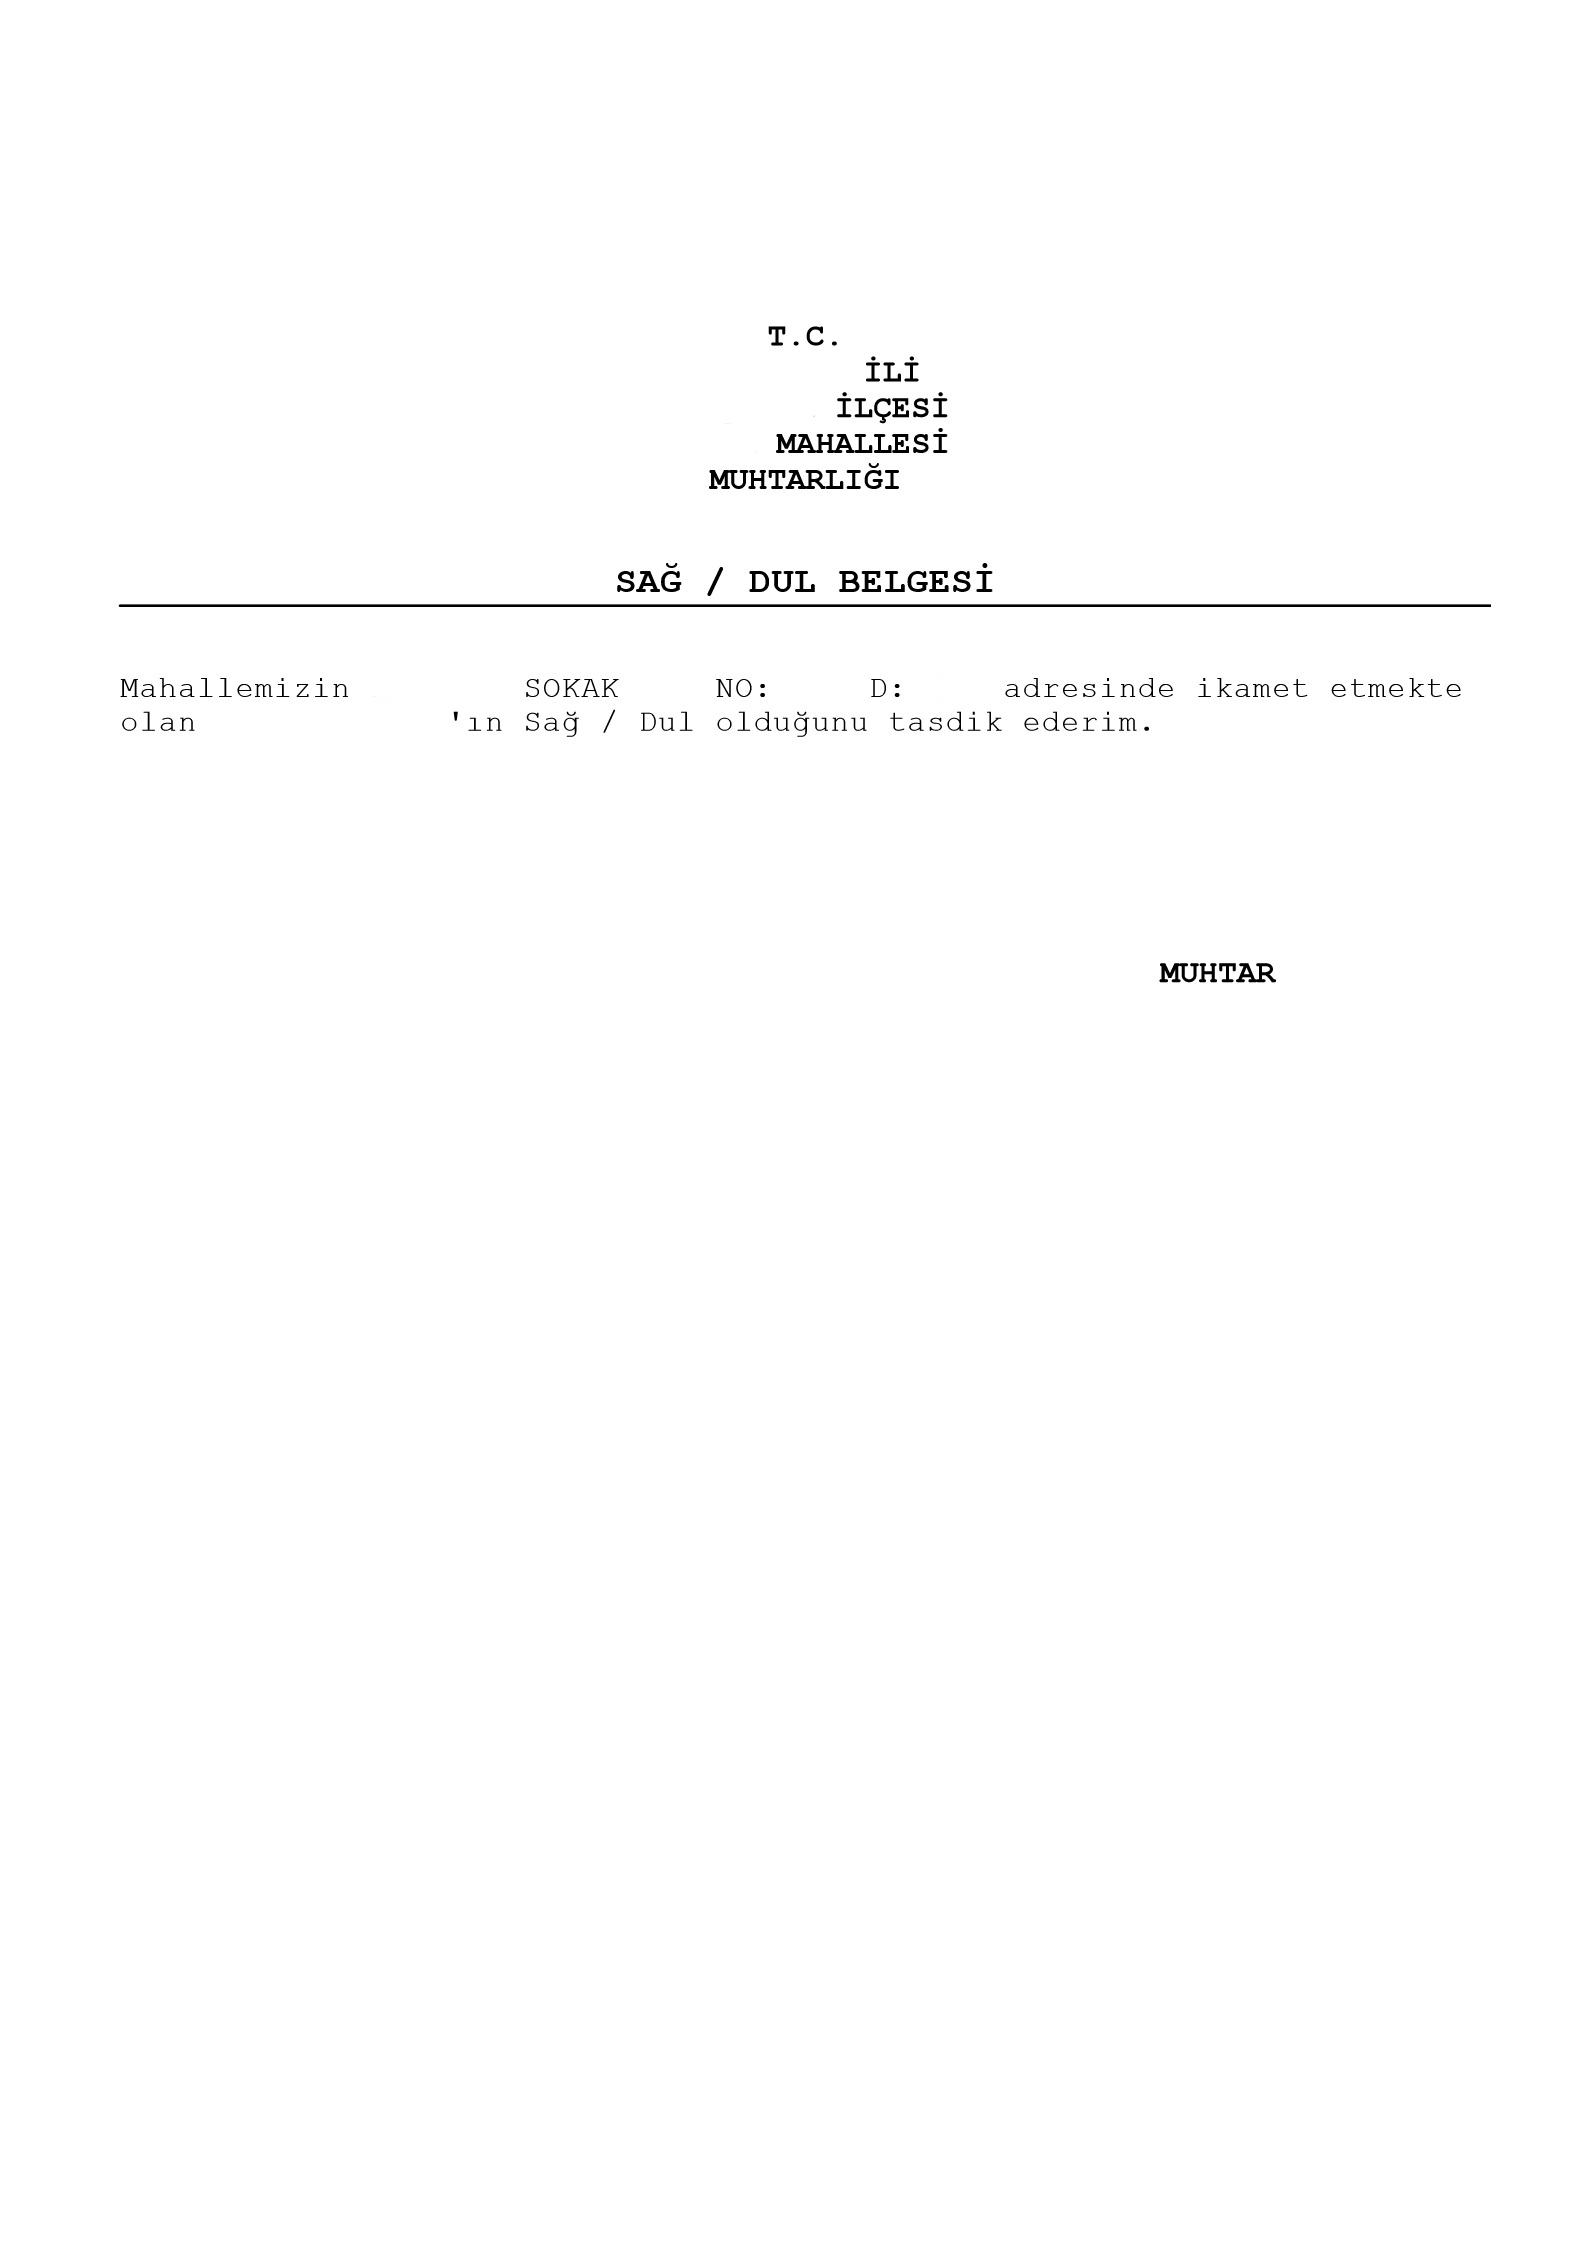 T.C.
İLİ
İLÇESİ
MAHALLESİ
MUHTARLIĞI
SAĞ / DUL BELGESİ
Mahallemizin SOKAK NO: D: adresinde ikamet etmekte
olan 'ın Sağ / Dul olduğunu tasdik ederim.
MUHTAR